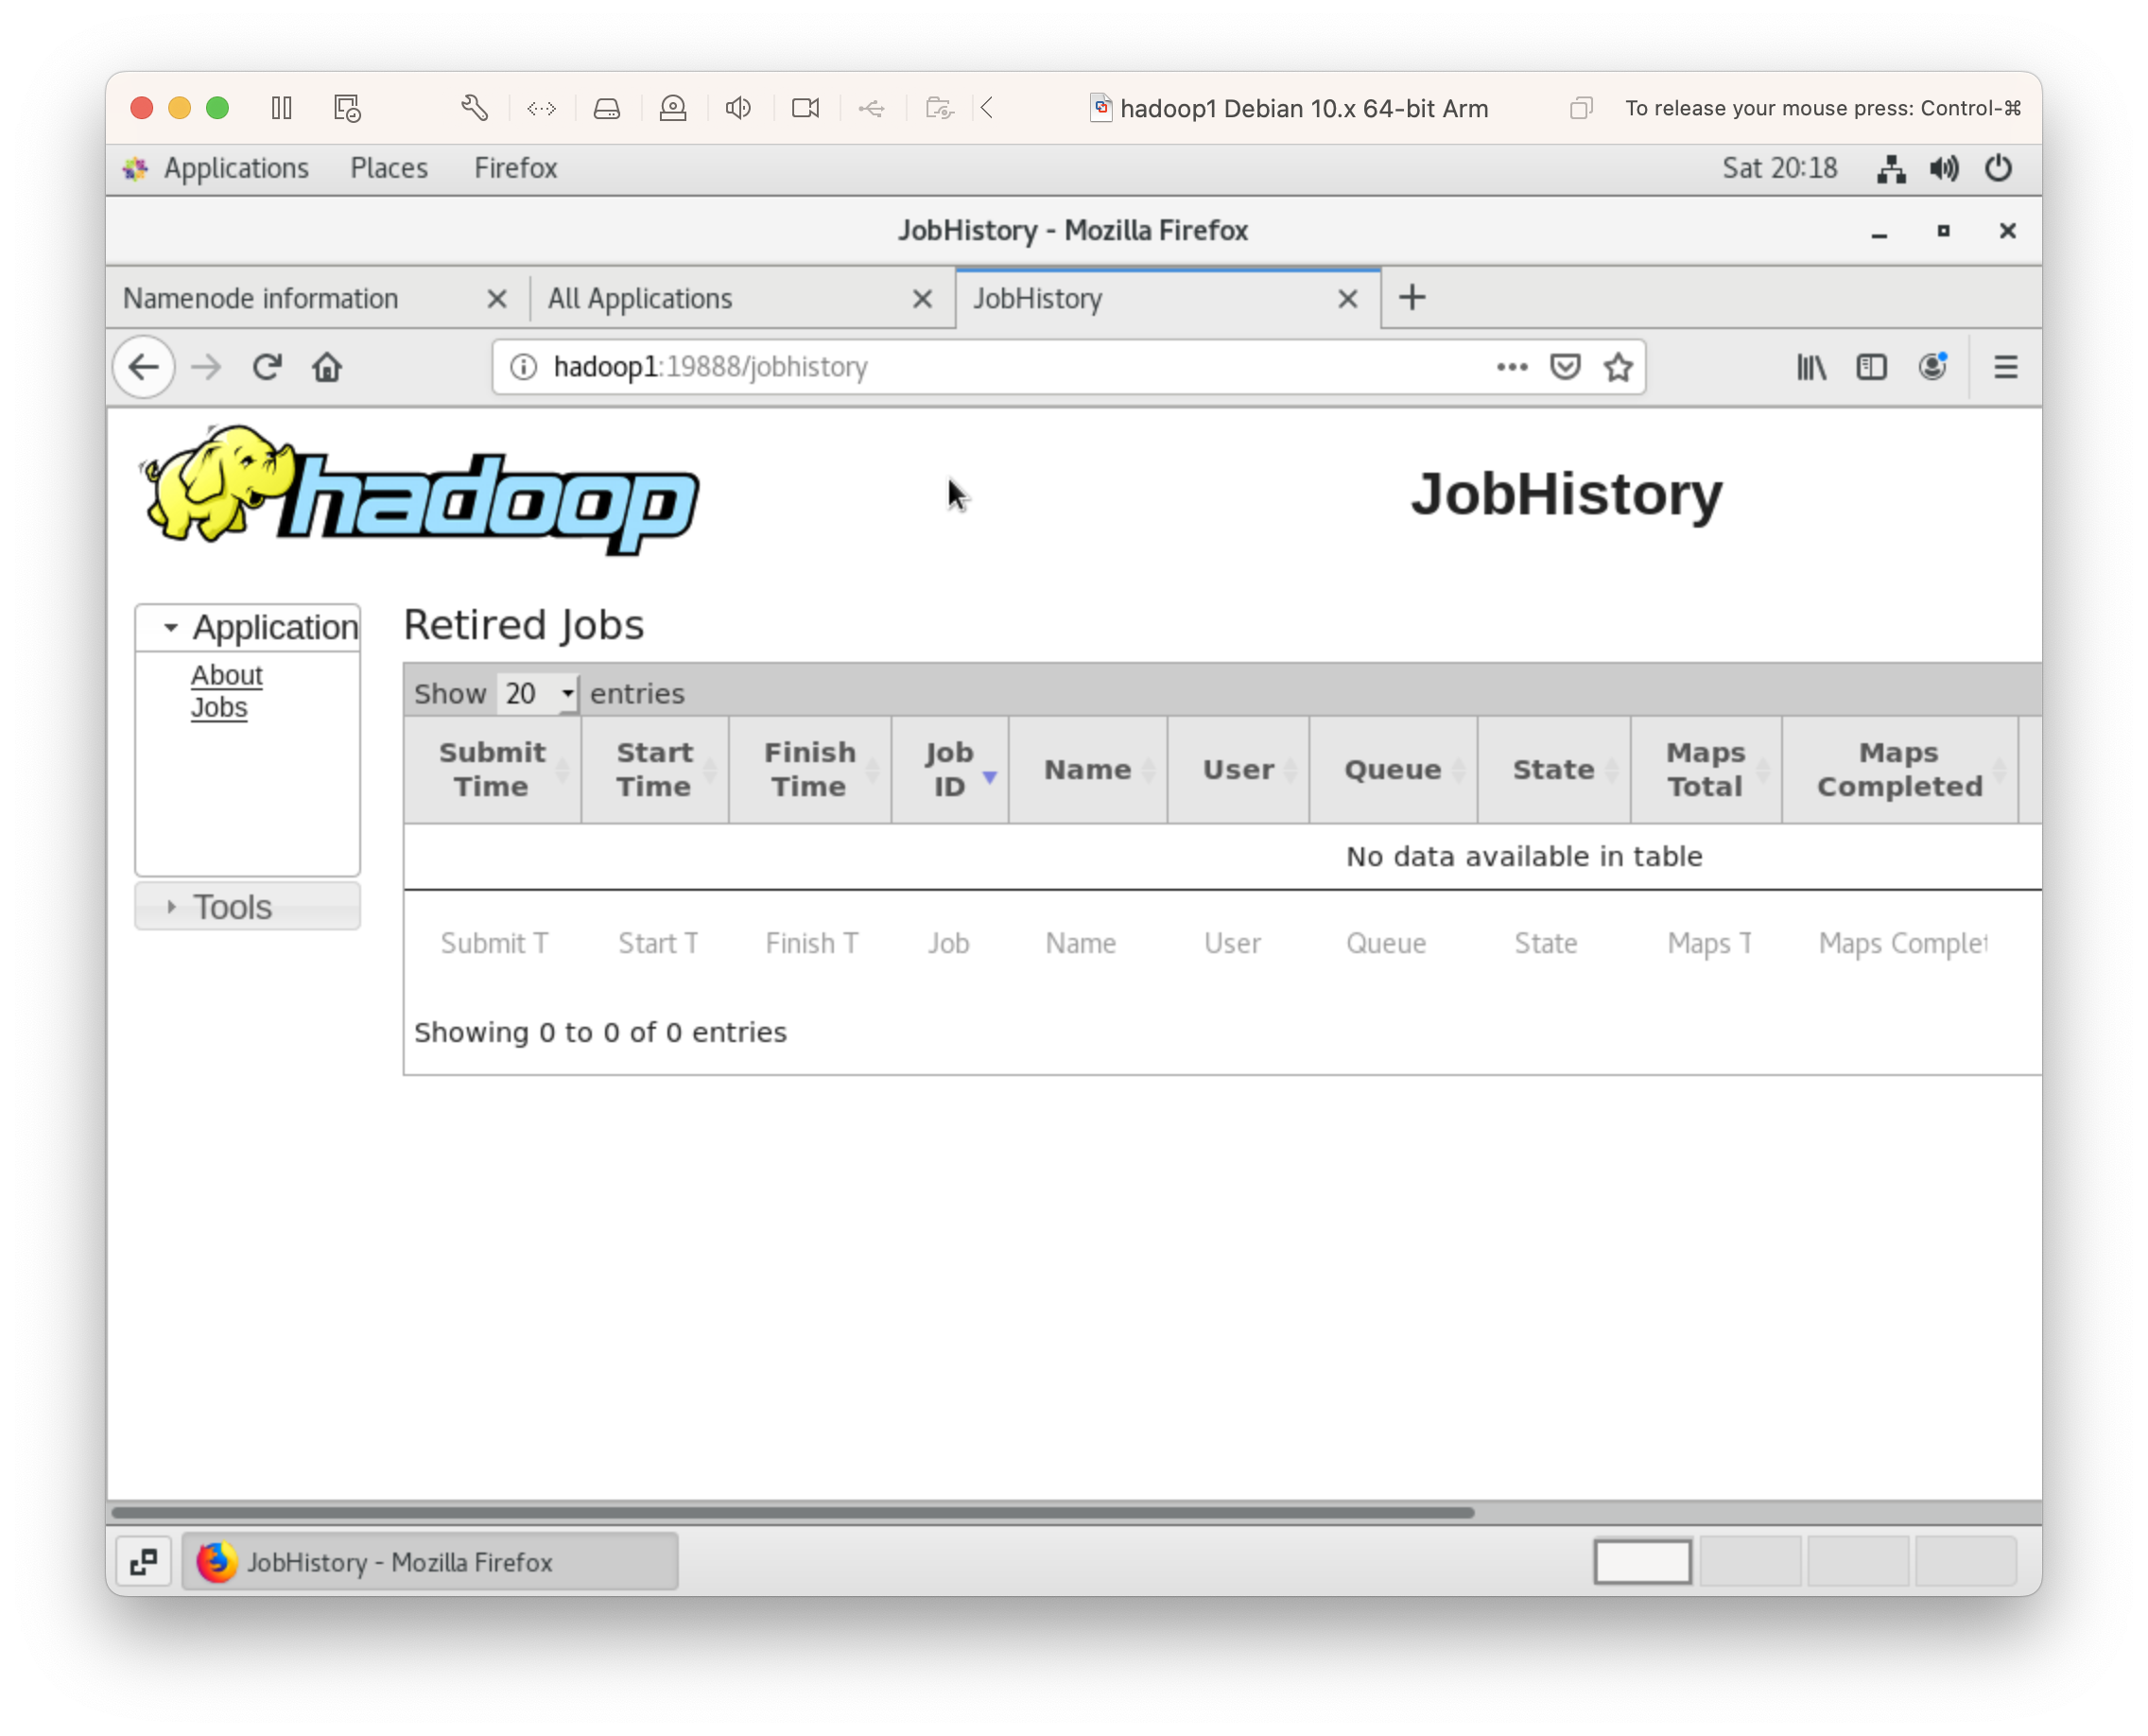 hadoop1 Debian 10.x 64-bit Arm
To release your mouse press: Control-⌘
Applications Places Firefox Sat 20:18
JobHistory - Mozilla Firefox
Namenode information All Applications JobHistory
hadoop1:19888/jobhistory
hadoop
JobHistory
Application
About
Jobs
Tools
Retired Jobs
Show 20 entries
Submit Time Start Time Finish Time Job ID Name User Queue State Maps Total Maps Completed
No data available in table
Submit T Start T Finish T Job Name User Queue State Maps T Maps Complet
Showing 0 to 0 of 0 entries
JobHistory - Mozilla Firefox